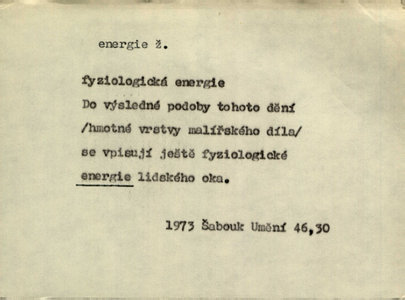 energie ž.
fyziologická energie
Do výsledné podoby tohoto dění
/hmotné vrstvy malířského díla/
se vpisují ještě fyziologické
energie lidského oka.
1973 Šabouk Umění 46,30